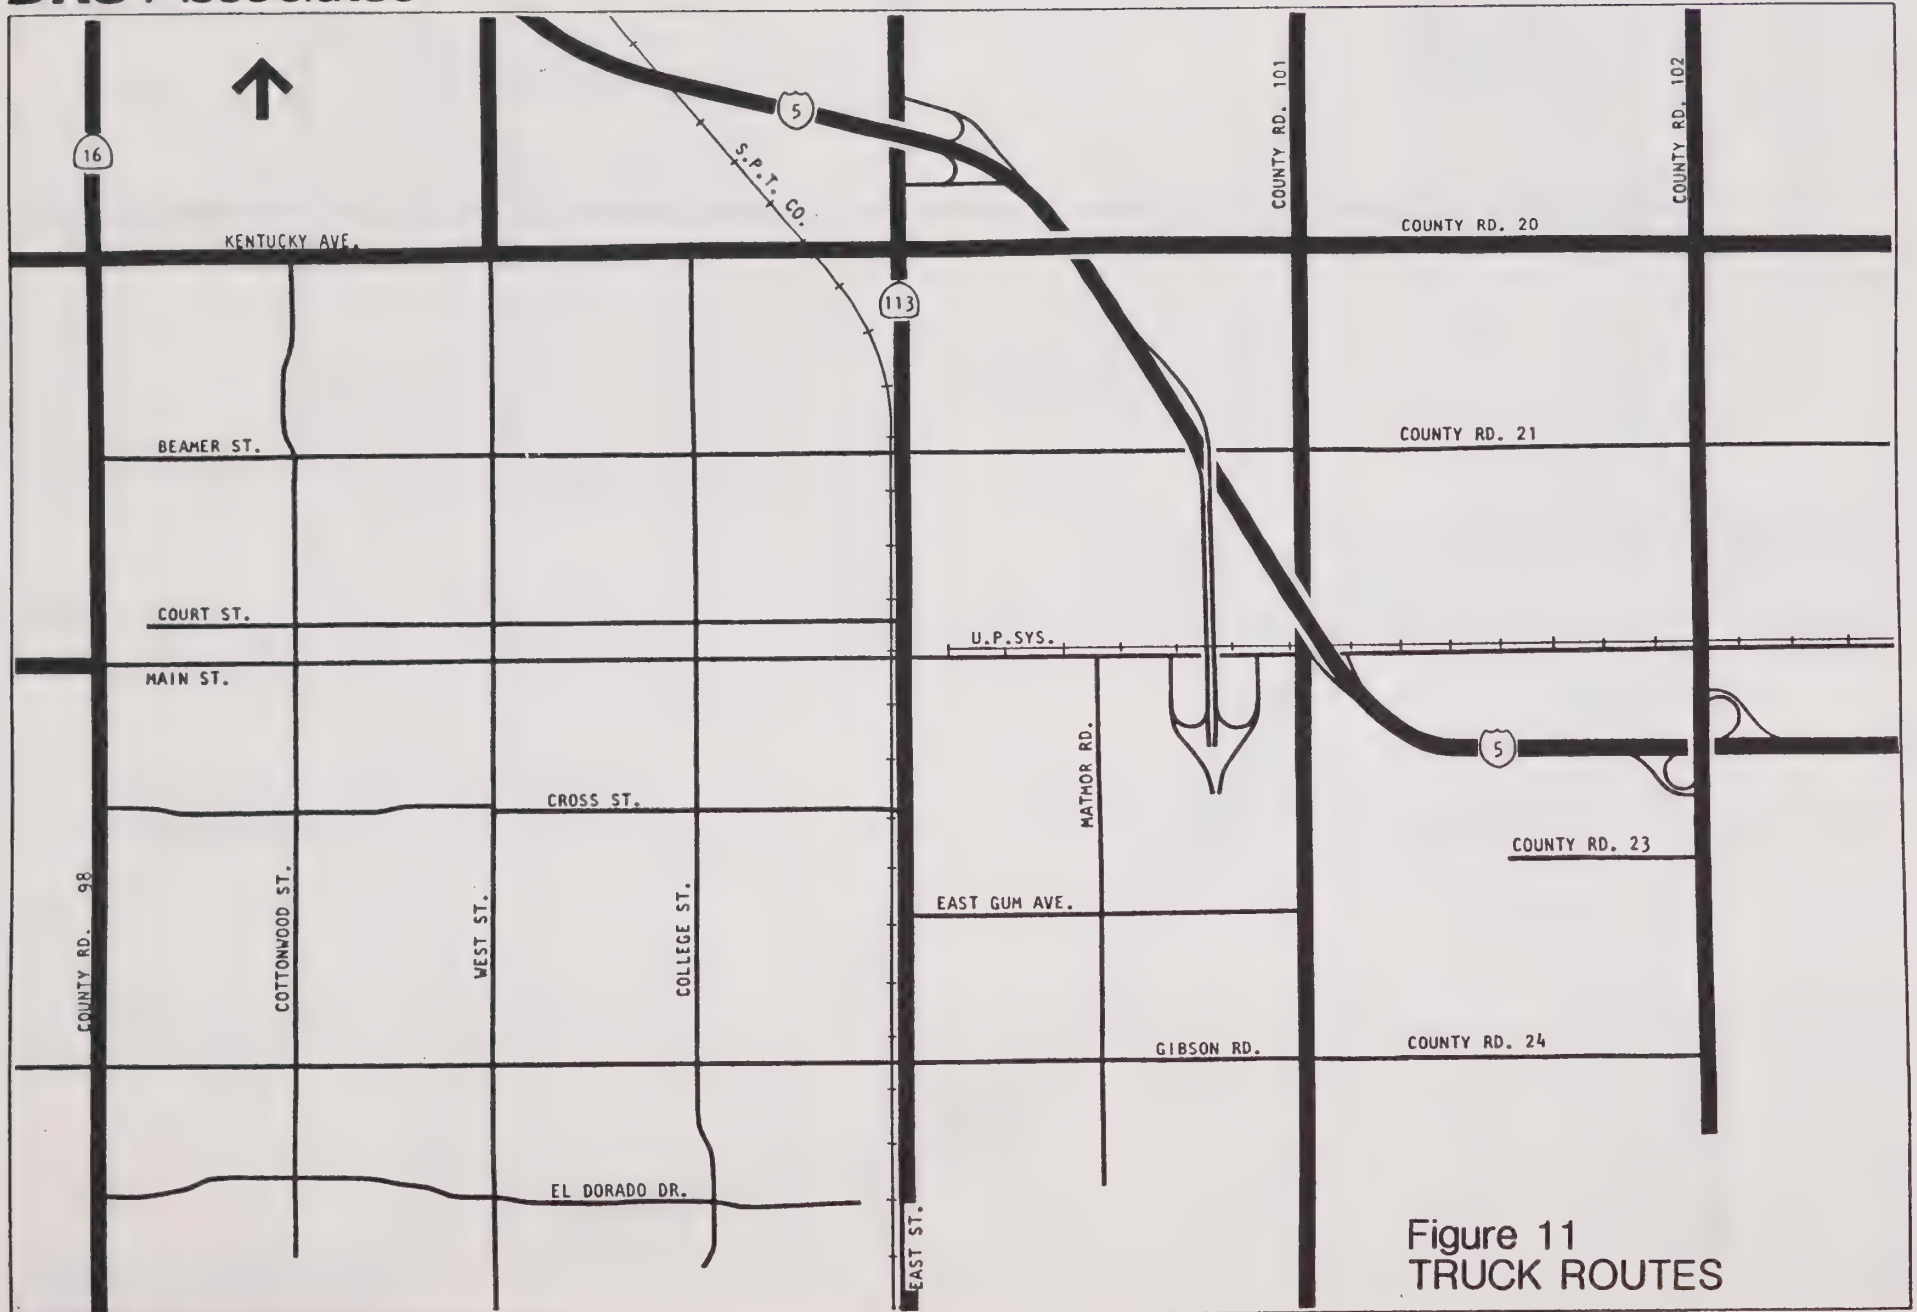 5
COUNTY RD. 101
COUNTY RD. 102
16
S.P.T. CO.
COUNTY RD. 20
KENTUCKY AVE.
113
COUNTY RD. 21
BEAMER ST.
COURT ST.
U.P.SYS.
MAIN ST.
MATMOR RD.
5
CROSS ST.
COUNTY RD. 23
COUNTY RD. 98
COTTONWOOD ST.
WEST ST.
COLLEGE ST.
EAST GUM AVE.
GIBSON RD.
COUNTY RD. 24
EL DORADO DR.
EAST ST.
Figure 11
TRUCK ROUTES